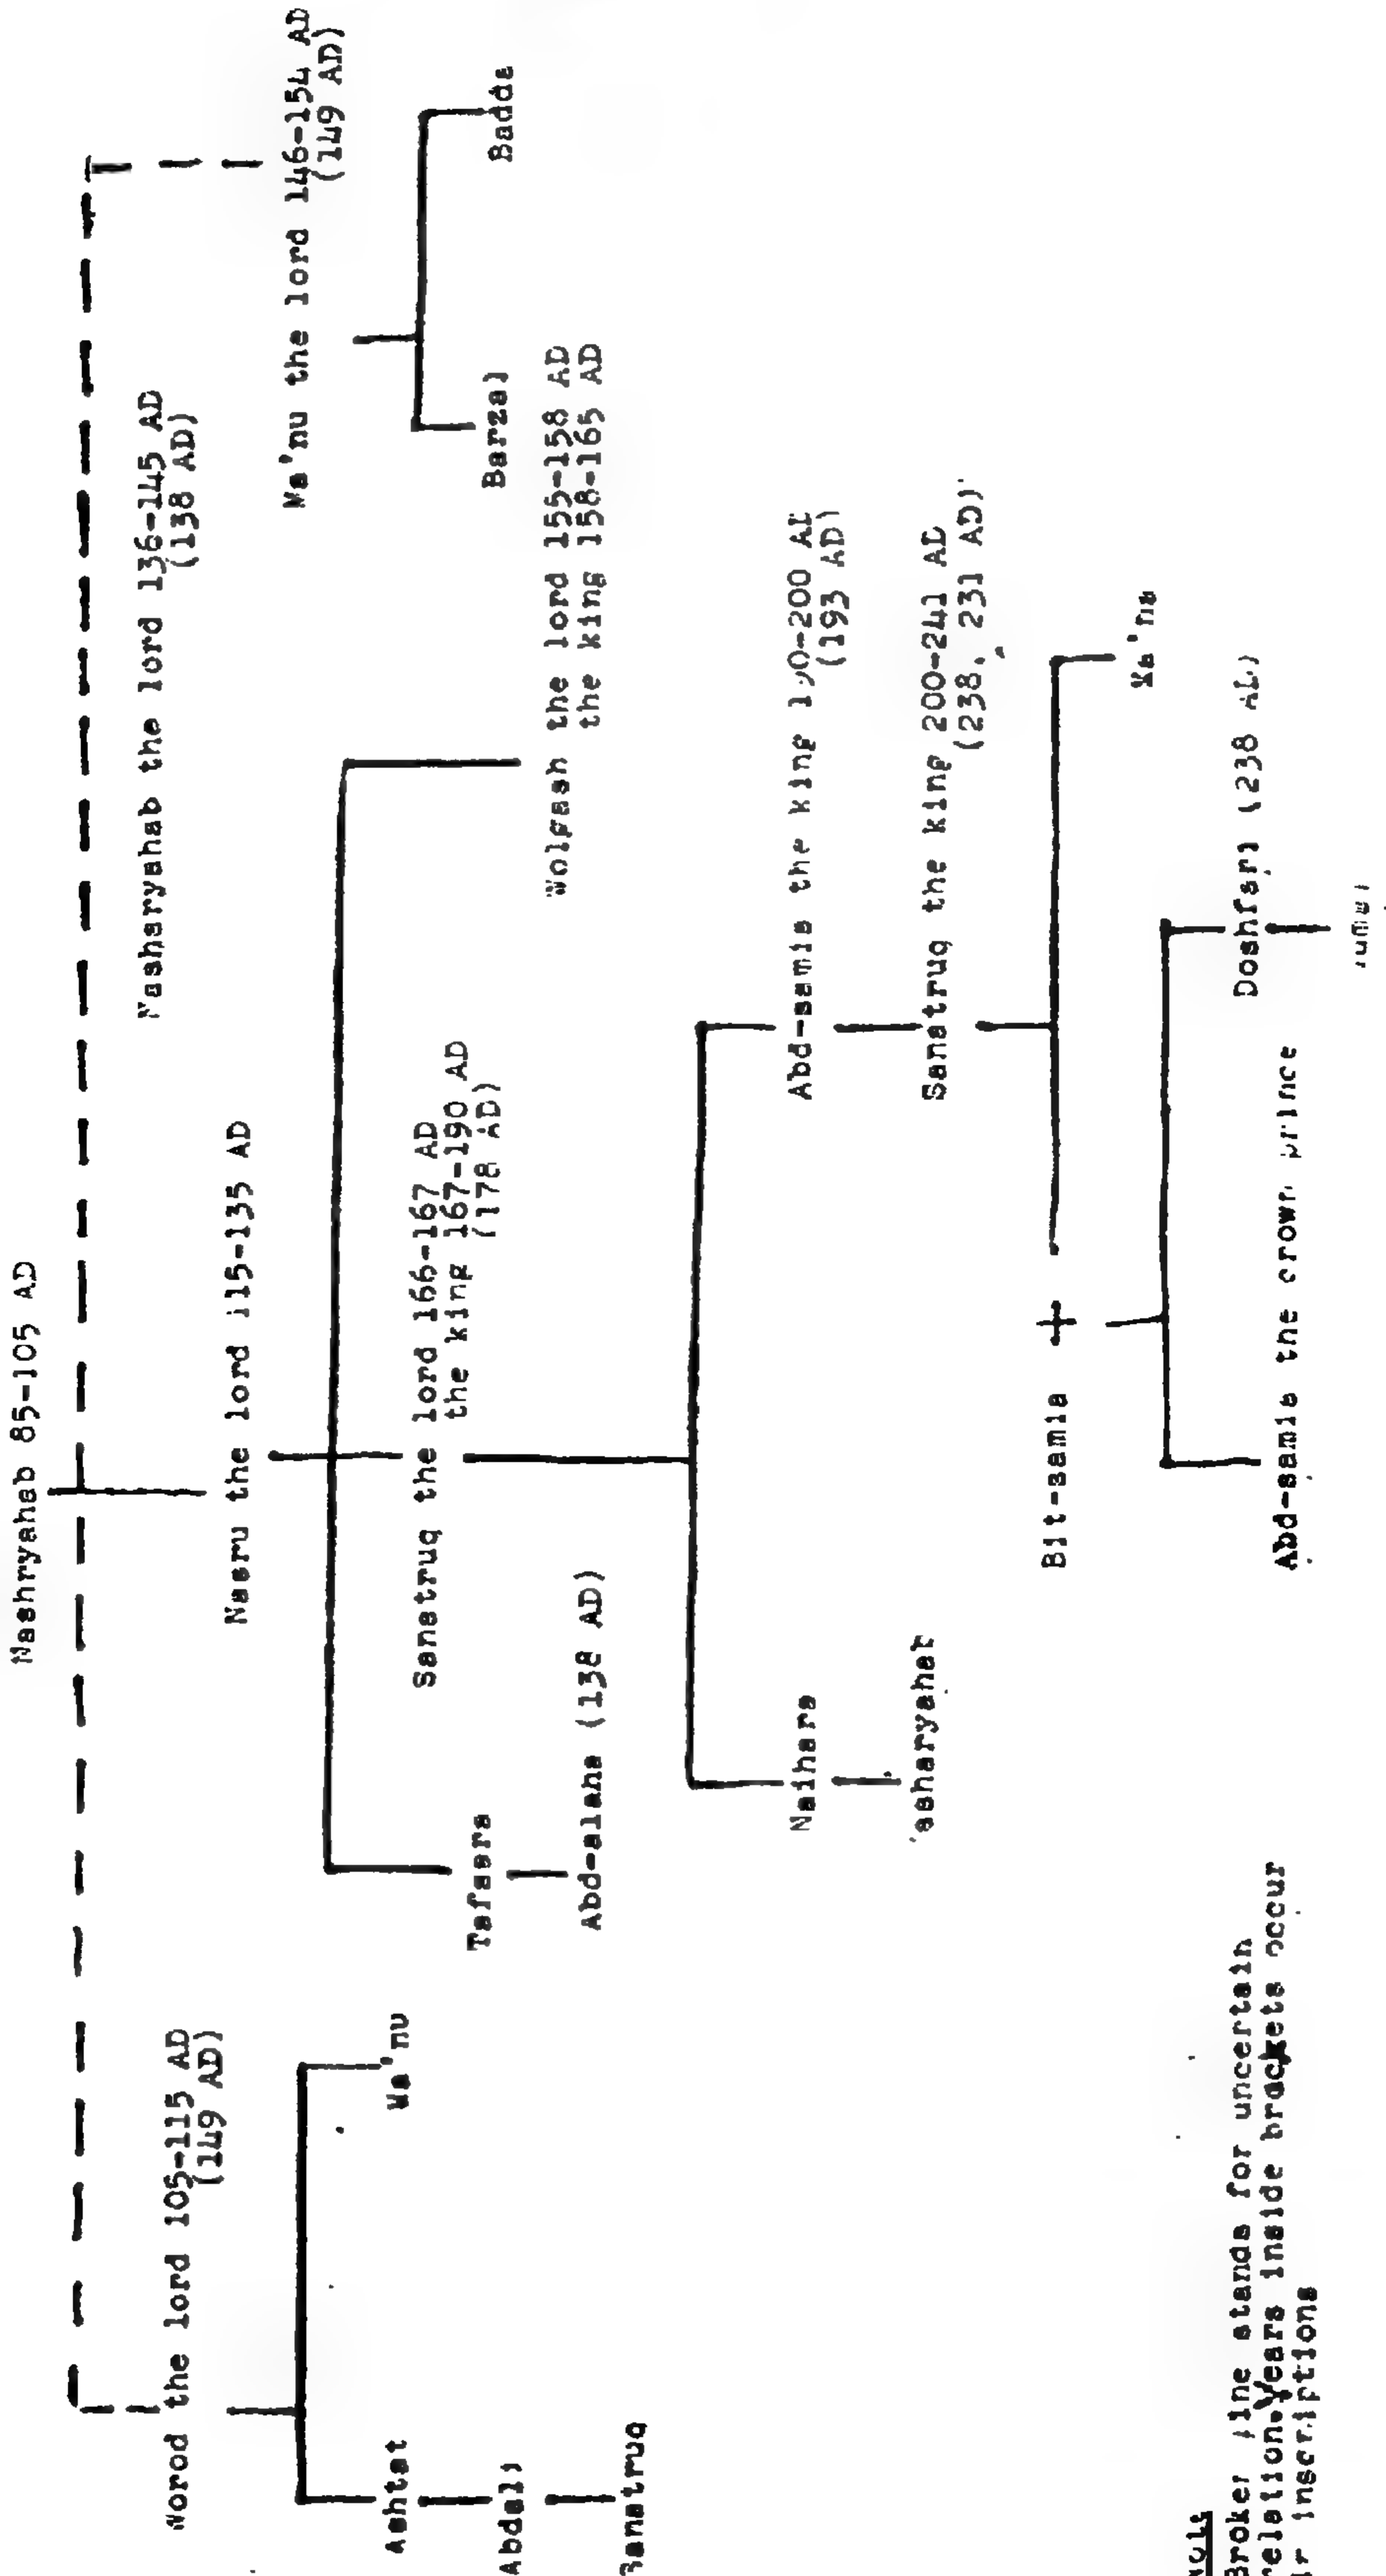 Nashryhab 85-105 AD
Worod the lord 105-115 AD
(149 AD)
Nasru the lord 115-135 AD
Nasharyahab the lord 136-145 AD
(138 AD)
Ma'nu the lord 146-154 AD
(149 AD)
Ashtat
Ma'nu
Abdali
Sanatruq
Tafsara
Abd-alaha (138 AD)
Sanatruq the lord 166-167 AD
the king 167-190 AD
(178 AD)
Wolgash the lord 155-158 AD
the king 158-165 AD
Barzal
Badda
Naihara
Abd-samia the king 190-200 AD
(193 AD)
Sanatruq the king 200-241 AD
(238, 231 AD)
Bit-samia +
Ma'na
Abd-samia the crown prince
Doshfari (238 AD)
Broken line stands for uncertain
relation. Years inside brackets occur
inscriptions